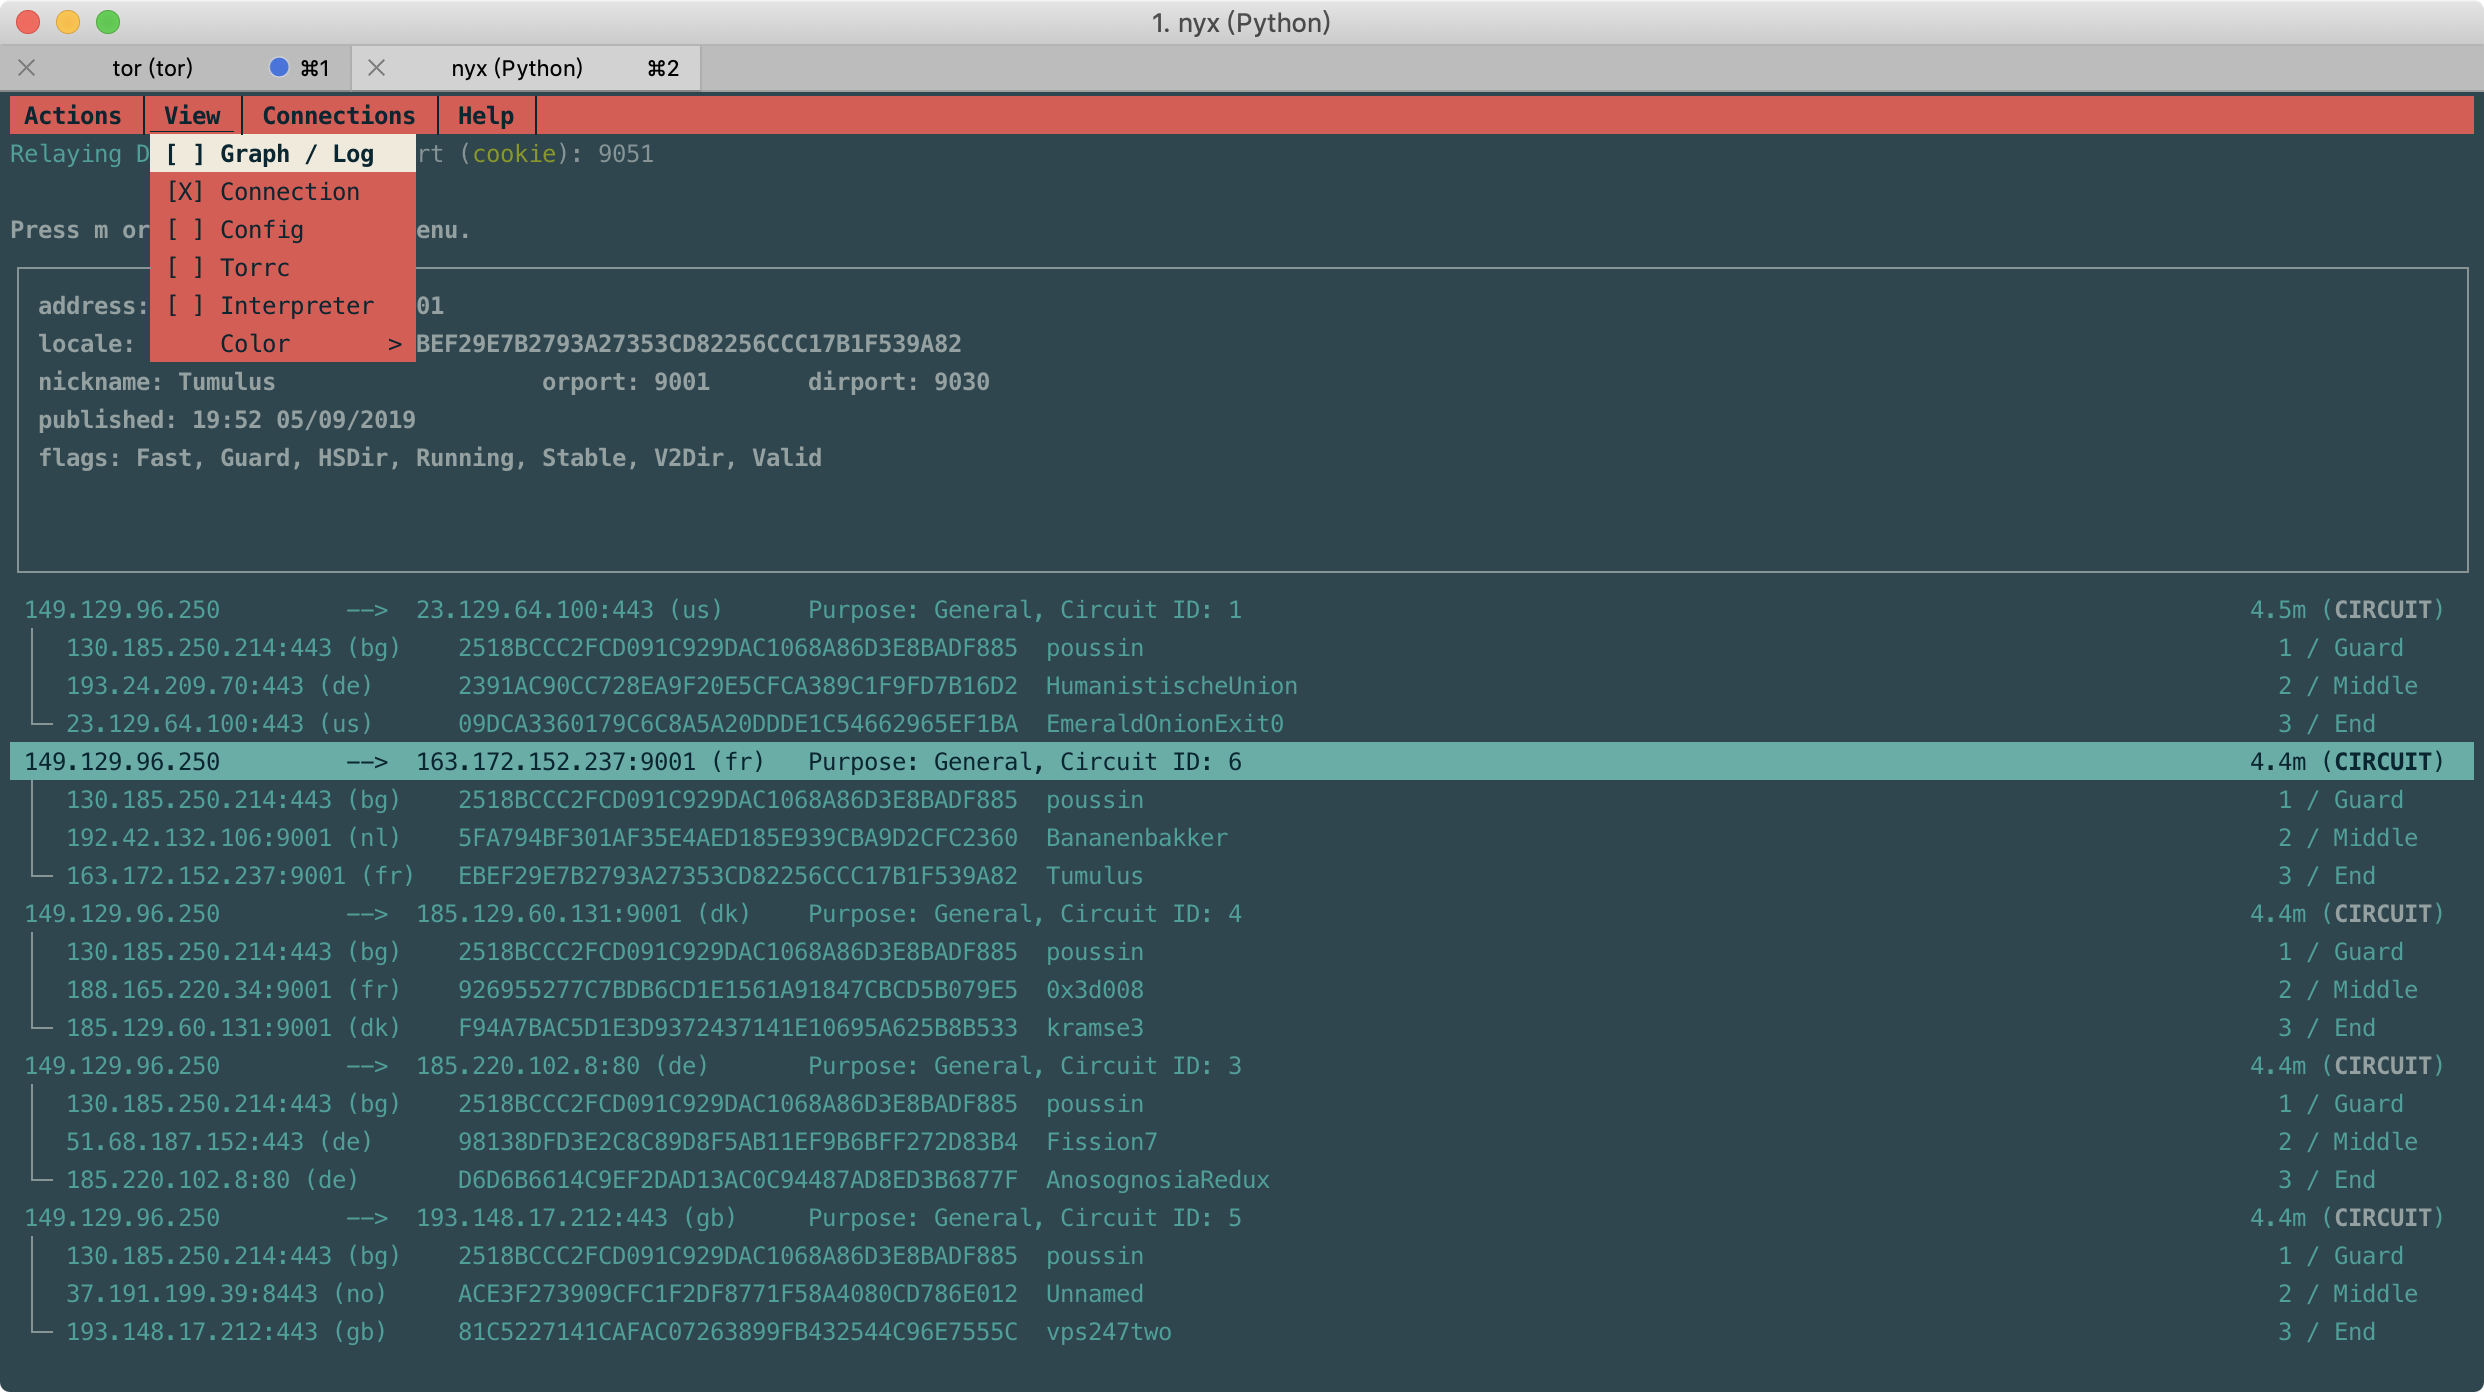 1. nyx (Python)
tor (tor) ⌘1 nyx (Python) ⌘2
Actions View Connections Help
Relaying D [ ] Graph / Log rt (cookie): 9051
[X] Connection
Press m or [ ] Config enu.
[ ] Torrc
address: [ ] Interpreter 01
locale: Color > BEF29E7B2793A27353CD82256CCC17B1F539A82
nickname: Tumulus orport: 9001 dirport: 9030
published: 19:52 05/09/2019
flags: Fast, Guard, HSDir, Running, Stable, V2Dir, Valid
149.129.96.250 --> 23.129.64.100:443 (us) Purpose: General, Circuit ID: 1 4.5m (CIRCUIT)
130.185.250.214:443 (bg) 2518BCCC2FCD091C929DAC1068A86D3E8BADF885 poussin 1 / Guard
193.24.209.70:443 (de) 2391AC90CC728EA9F20E5CFCA389C1F9FD7B16D2 HumanistischeUnion 2 / Middle
23.129.64.100:443 (us) 09DCA3360179C6C8A5A20DDDE1C54662965EF1BA EmeraldOnionExit0 3 / End
149.129.96.250 --> 163.172.152.237:9001 (fr) Purpose: General, Circuit ID: 6 4.4m (CIRCUIT)
130.185.250.214:443 (bg) 2518BCCC2FCD091C929DAC1068A86D3E8BADF885 poussin 1 / Guard
192.42.132.106:9001 (nl) 5FA794BF301AF35E4AED185E939CBA9D2CFC2360 Bananenbakker 2 / Middle
163.172.152.237:9001 (fr) EBEF29E7B2793A27353CD82256CCC17B1F539A82 Tumulus 3 / End
149.129.96.250 --> 185.129.60.131:9001 (dk) Purpose: General, Circuit ID: 4 4.4m (CIRCUIT)
130.185.250.214:443 (bg) 2518BCCC2FCD091C929DAC1068A86D3E8BADF885 poussin 1 / Guard
188.165.220.34:9001 (fr) 926955277C7BDB6CD1E1561A91847CBCD5B079E5 0x3d008 2 / Middle
185.129.60.131:9001 (dk) F94A7BAC5D1E3D9372437141E10695A625B8B533 kramse3 3 / End
149.129.96.250 --> 185.220.102.8:80 (de) Purpose: General, Circuit ID: 3 4.4m (CIRCUIT)
130.185.250.214:443 (bg) 2518BCCC2FCD091C929DAC1068A86D3E8BADF885 poussin 1 / Guard
51.68.187.152:443 (de) 98138DFD3E2C8C89D8F5AB11EF9B6BFF272D83B4 Fission7 2 / Middle
185.220.102.8:80 (de) D6D6B6614C9EF2DAD13AC0C94487AD8ED3B6877F AnosognosiaRedux 3 / End
149.129.96.250 --> 193.148.17.212:443 (gb) Purpose: General, Circuit ID: 5 4.4m (CIRCUIT)
130.185.250.214:443 (bg) 2518BCCC2FCD091C929DAC1068A86D3E8BADF885 poussin 1 / Guard
37.191.199.39:8443 (no) ACE3F273909CFC1F2DF8771F58A4080CD786E012 Unnamed 2 / Middle
193.148.17.212:443 (gb) 81C5227141CAFAC07263899FB432544C96E7555C vps247two 3 / End